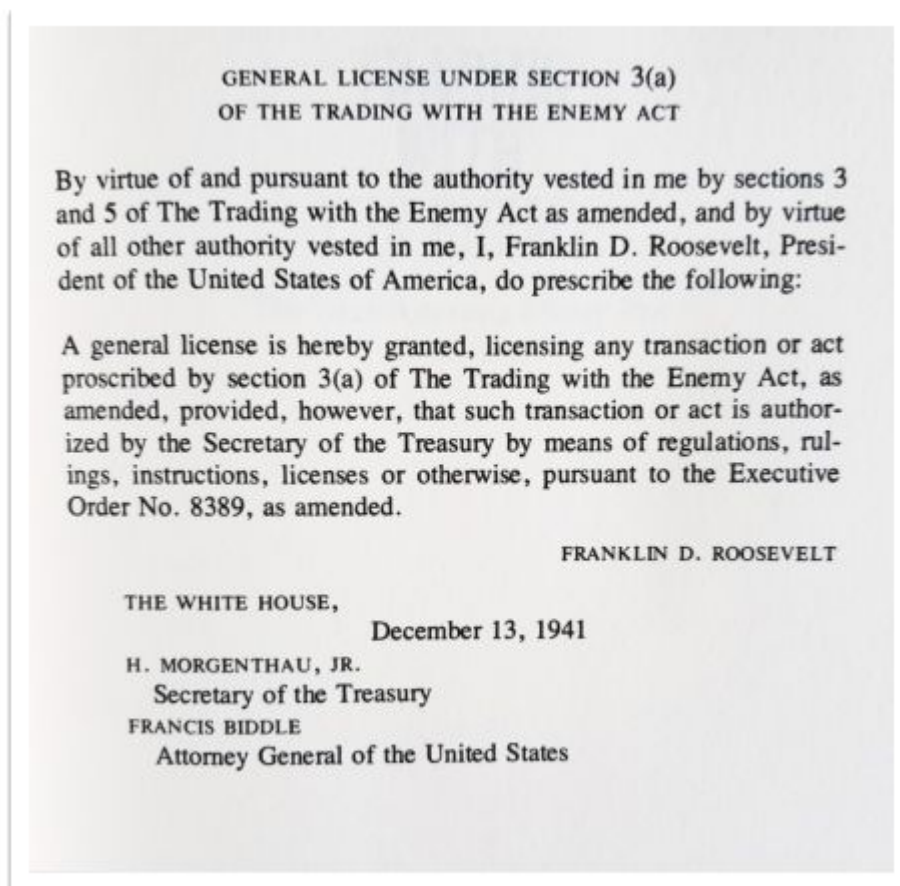 GENERAL LICENSE UNDER SECTION 3(a)
OF THE TRADING WITH THE ENEMY ACT
By virtue of and pursuant to the authority vested in me by sections 3
and 5 of The Trading with the Enemy Act as amended, and by virtue
of all other authority vested in me, I, Franklin D. Roosevelt, Presi-
dent of the United States of America, do prescribe the following:
A general license is hereby granted, licensing any transaction or act
proscribed by section 3(a) of The Trading with the Enemy Act, as
amended, provided, however, that such transaction or act is author-
ized by the Secretary of the Treasury by means of regulations, rul-
ings, instructions, licenses or otherwise, pursuant to the Executive
Order No. 8389, as amended.
FRANKLIN D. ROOSEVELT
THE WHITE HOUSE,
December 13, 1941
H. MORGENTHAU, JR.
Secretary of the Treasury
FRANCIS BIDDLE
Attorney General of the United States